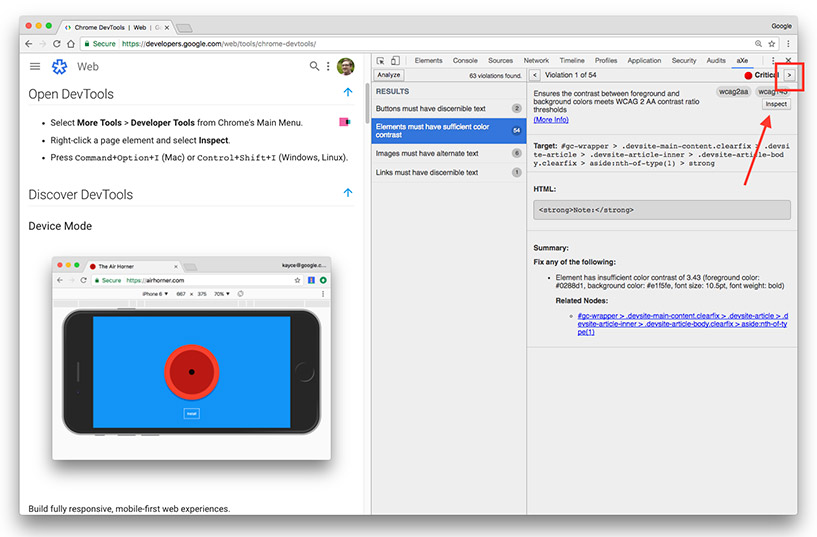 Chrome DevTools | Web | G
Google
Secure https://developers.google.com/web/tools/chrome-devtools/
Web
Open DevTools
• Select More Tools > Developer Tools from Chrome's Main Menu.
• Right-click a page element and select Inspect.
• Press Command+Option+I (Mac) or Control+Shift+I (Windows, Linux).
Discover DevTools
Device Mode
The Air Horner
kayce@google.c...
Secure https://airhorner.com
iPhone 6 ▼ 667 × 375 70% ▼
Install
Build fully responsive, mobile-first web experiences.
Elements Console Sources Network Timeline Profiles Application Security Audits aXe
Analyze
63 violations found.
< Violation 1 of 54
Critical >
RESULTS
Buttons must have discernible text 2
Elements must have sufficient color
contrast 54
Images must have alternate text 6
Links must have discernible text 1
Ensures the contrast between foreground and
background colors meets WCAG 2 AA contrast ratio
thresholds
(More Info)
wcag2aa wcag143
Inspect
Target: #gc-wrapper > .devsite-main-content.clearfix > .devsi
te-article > .devsite-article-inner > .devsite-article-bo
dy.clearfix > aside:nth-of-type(1) > strong
HTML:
<strong>Note:</strong>
Summary:
Fix any of the following:
• Element has insufficient color contrast of 3.43 (foreground color:
#0288d1, background color: #e1f5fe, font size: 10.5pt, font weight: bold)
Related Nodes:
#gc-wrapper > .devsite-main-content.clearfix > .devsite-article > .d
evsite-article-inner > .devsite-article-body.clearfix > aside:nth-of-ty
pe(1)